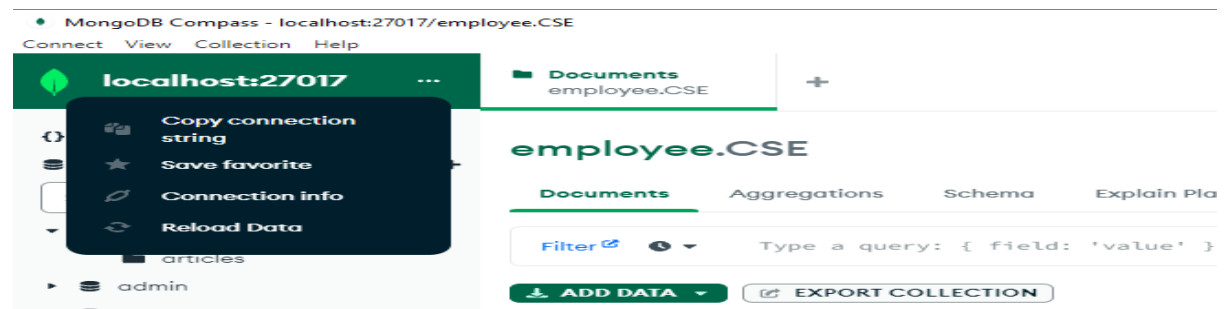 MongoDB Compass - localhost:27017/employee.CSE
Connect View Collection Help
localhost:27017 ...
Documents
employee.CSE
+
Copy connection
string
Save favorite
Connection info
Reload Data
articles
admin
{}
+
employee.CSE
Documents Aggregations Schema Explain Pla
Filter Type a query: { field: 'value' }
ADD DATA EXPORT COLLECTION